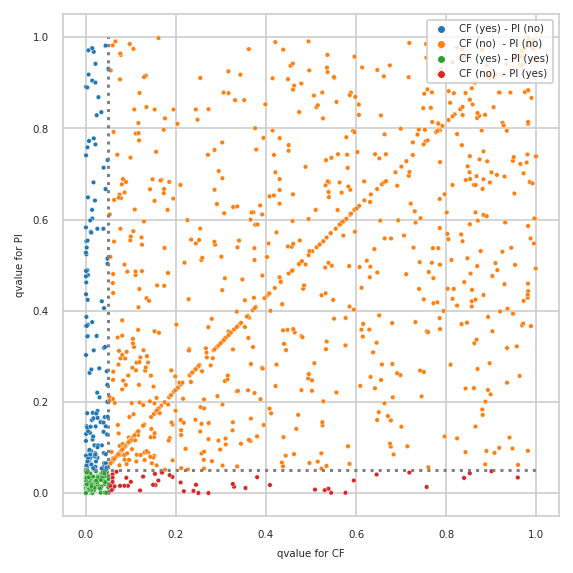 CF (yes) - PI (no)
CF (no) - PI (no)
CF (yes) - PI (yes)
CF (no) - PI (yes)
1.0
0.8
0.6
0.4
0.2
0.0
qvalue for PI
0.0 0.2 0.4 0.6 0.8 1.0
qvalue for CF